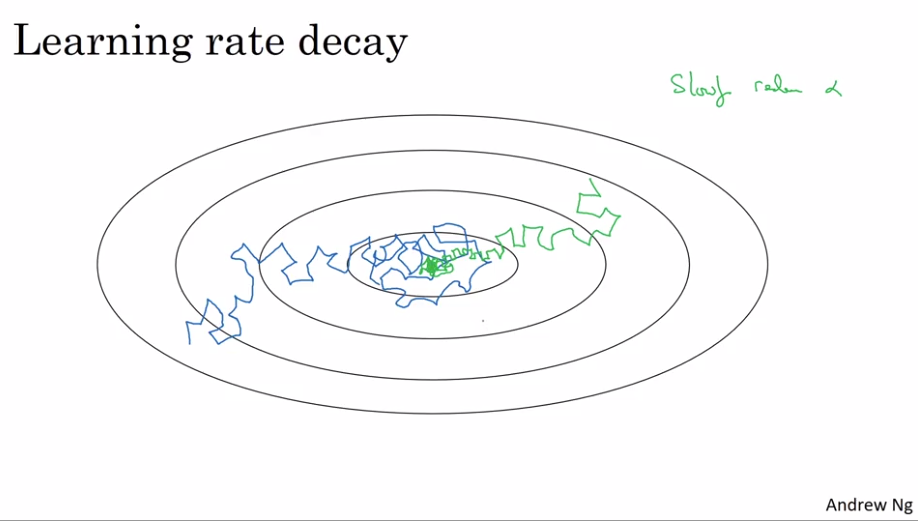 Learning rate decay
Slowly reduce α
Andrew Ng